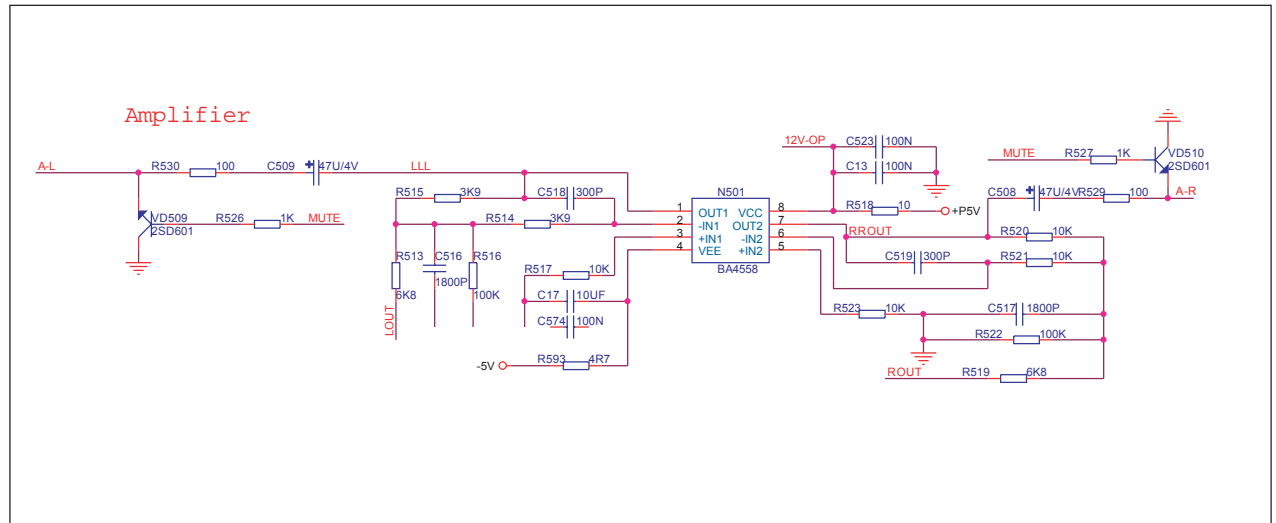 Amplifier
A-L
R530
100
C509
47U/4V
LLL
VD509
2SD601
R526
1K
MUTE
R515
3K9
C518
300P
R514
3K9
R513
6K8
C516
1800P
R516
100K
LOUT
R517
10K
C17
10UF
C574
100N
-5V
R593
4R7
N501
1
OUT1
VCC
8
2
-IN1
OUT2
7
3
+IN1
-IN2
6
4
VEE
+IN2
5
BA4558
12V-OP
C523
100N
C13
100N
R518
10
+P5V
RROUT
C519
300P
R523
10K
MUTE
R527
1K
VD510
2SD601
C508
47U/4V
R529
100
A-R
R520
10K
R521
10K
C517
1800P
R522
100K
ROUT
R519
6K8